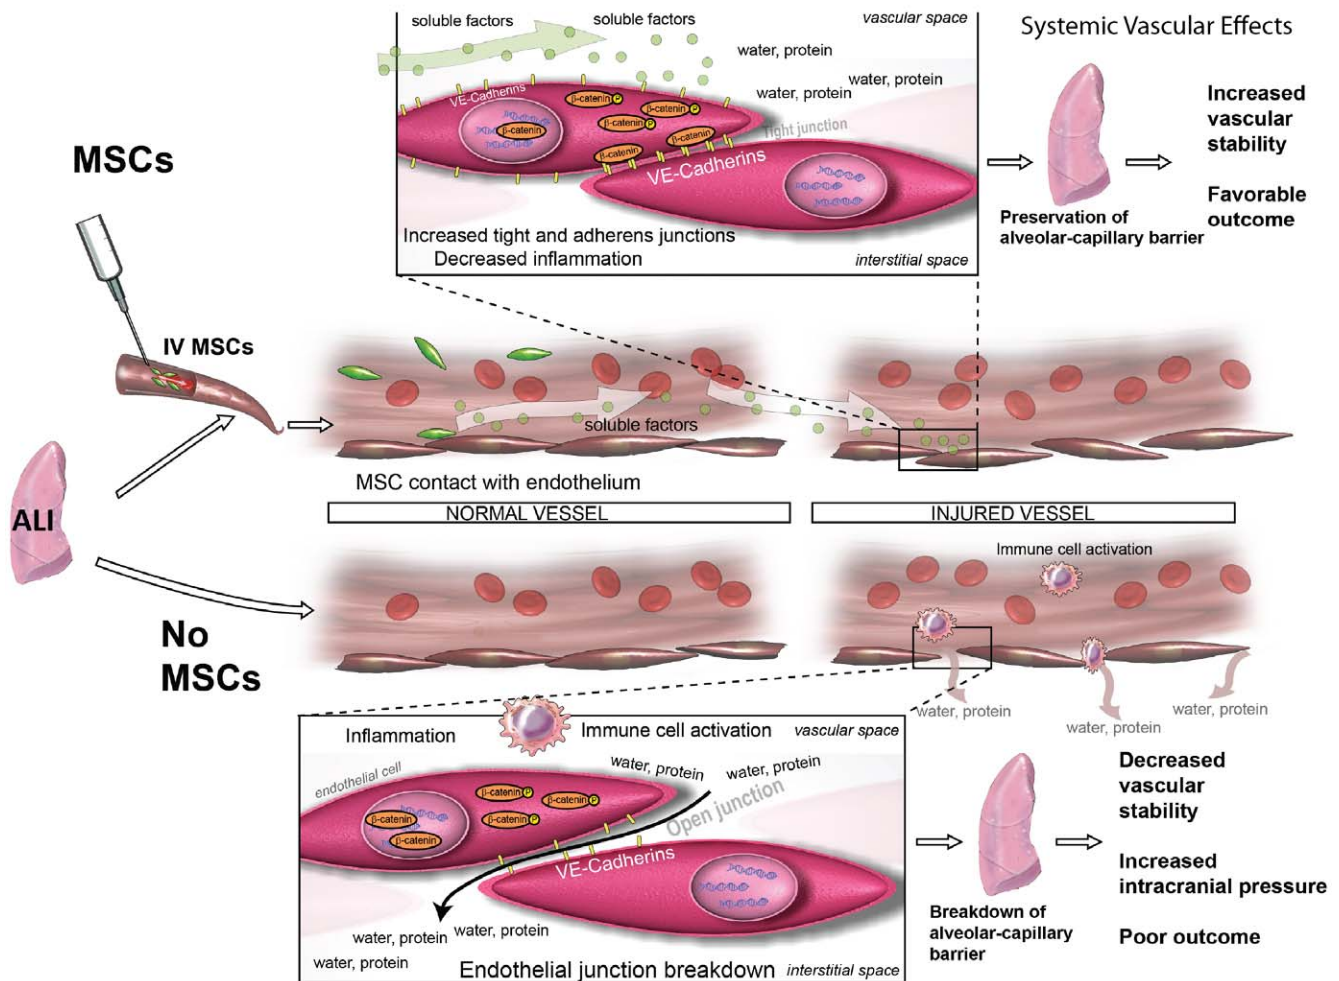 soluble factors
soluble factors
vascular space
Systemic Vascular Effects
water, protein
water, protein
water, protein
VE-Cadherins
β-catenin P
β-catenin P
β-catenin P
β-catenin
β-catenin
β-catenin
Tight junction
VE-Cadherins
Increased tight and adherens junctions
Decreased inflammation
interstitial space
Preservation of
alveolar-capillary barrier
Increased
vascular
stability
Favorable
outcome
MSCs
IV MSCs
soluble factors
MSC contact with endothelium
ALI
NORMAL VESSEL
INJURED VESSEL
No
MSCs
Immune cell activation
water, protein
water, protein
water, protein
Inflammation
Immune cell activation
vascular space
endothelial cell
water, protein
water, protein
β-catenin P
β-catenin P
β-catenin P
β-catenin
β-catenin
Open junction
VE-Cadherins
water, protein
water, protein
water, protein
Endothelial junction breakdown
interstitial space
Breakdown of
alveolar-capillary
barrier
Decreased
vascular
stability
Increased
intracranial pressure
Poor outcome